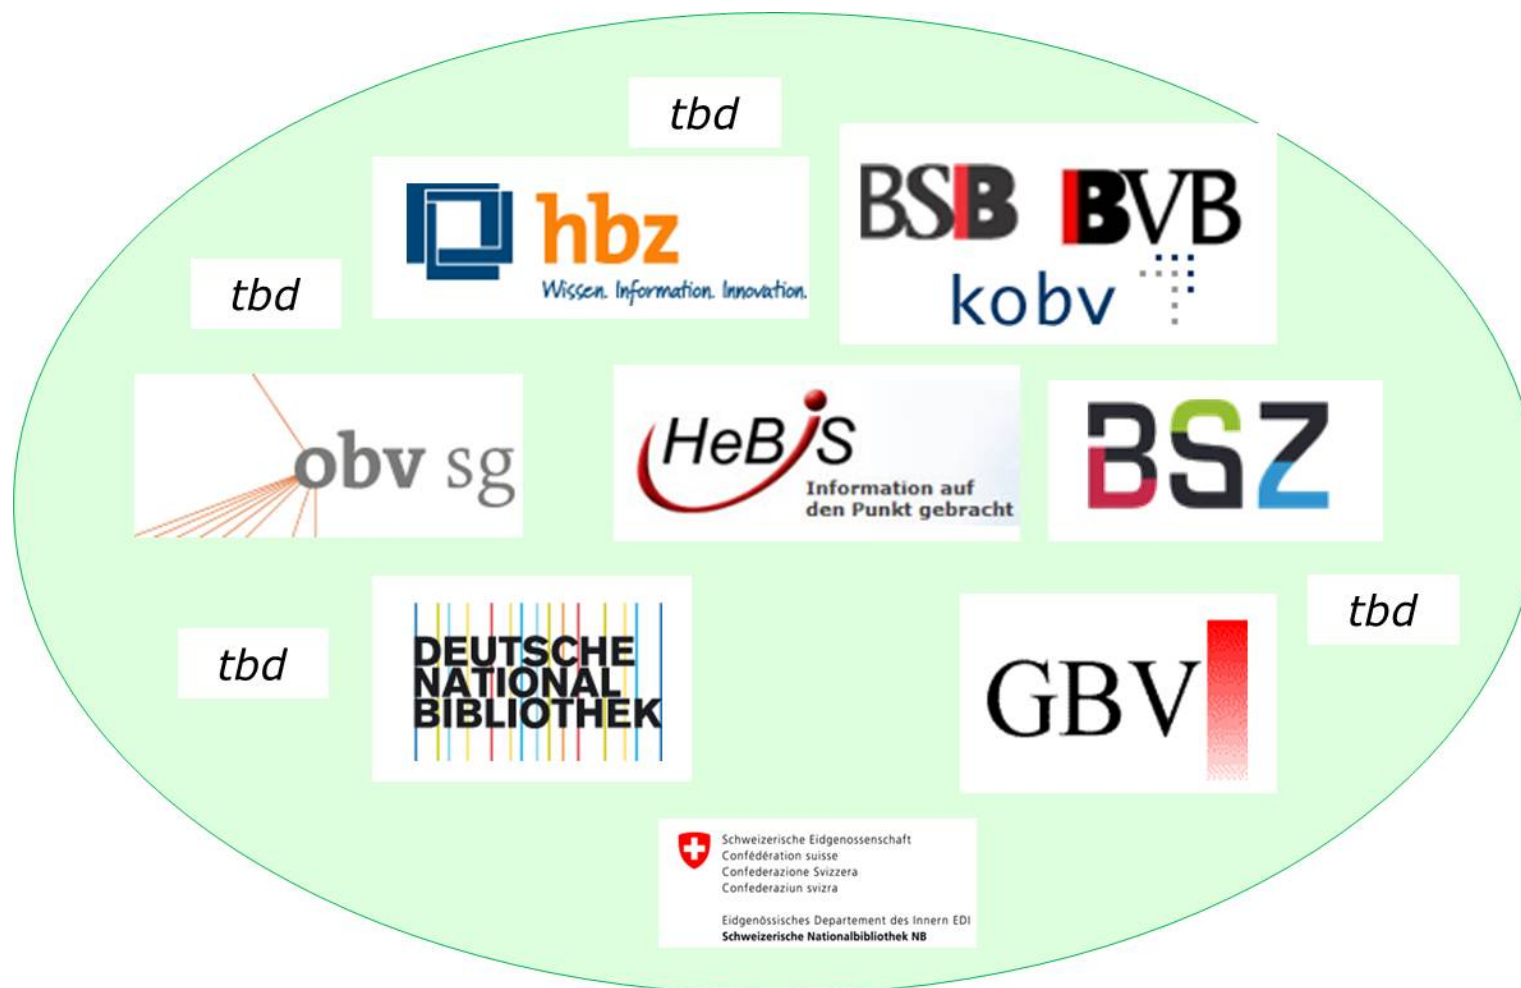 tbd
BSB BVB
kobv
hbz
Wissen. Information. Innovation.
tbd
obv sg
HeBIS
Information auf
den Punkt gebracht
BSZ
DEUTSCHE
NATIONAL
BIBLIOTHEK
tbd
GBV
tbd
Schweizerische Eidgenossenschaft
Confédération suisse
Confederazione Svizzera
Confederaziun svizra
Eidgenössisches Departement des Innern EDI
Schweizerische Nationalbibliothek NB